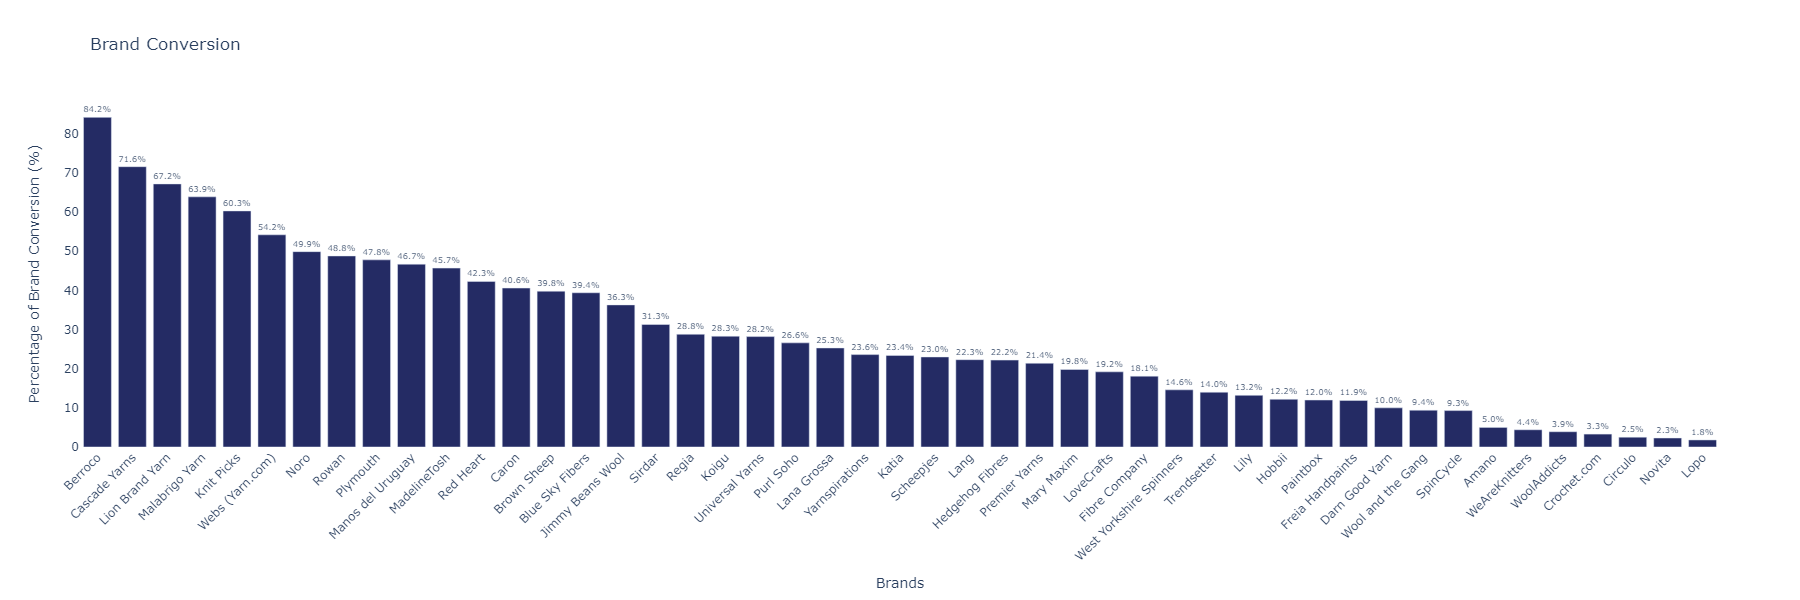 Brand Conversion
Percentage of Brand Conversion (%)
80
70
60
50
40
30
20
10
0
84.2%
71.6%
67.2%
63.9%
60.3%
54.2%
49.9%
48.8%
47.8%
46.7%
45.7%
42.3%
40.6%
39.8%
39.4%
36.3%
31.3%
28.8%
28.3%
28.2%
26.6%
25.3%
23.6%
23.4%
23.0%
22.3%
22.2%
21.4%
19.8%
19.2%
18.1%
14.6%
14.0%
13.2%
12.2%
12.0%
11.9%
10.0%
9.4%
9.3%
5.0%
4.4%
3.9%
3.3%
2.5%
2.3%
1.8%
Berroco
Cascade Yarns
Lion Brand Yarn
Malabrigo Yarn
Knit Picks
Webs (Yarn.com)
Noro
Rowan
Plymouth
Manos del Uruguay
MadelineTosh
Red Heart
Caron
Brown Sheep
Blue Sky Fibers
Jimmy Beans Wool
Sirdar
Regia
Koigu
Universal Yarns
Purl Soho
Lana Grossa
Yarnspirations
Katia
Scheepjes
Lang
Hedgehog Fibres
Premier Yarns
Mary Maxim
LoveCrafts
Fibre Company
West Yorkshire Spinners
Trendsetter
Lily
Hobbii
Paintbox
Freia Handpaints
Darn Good Yarn
Wool and the Gang
SpinCycle
Amano
WeAreKnitters
WoolAddicts
Crochet.com
Circulo
Novita
Lopo
Brands